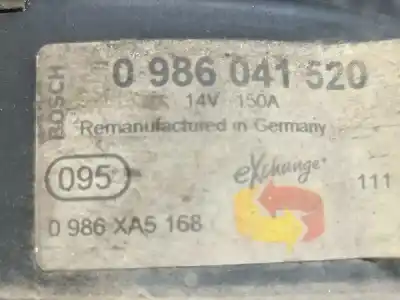 BOSCH
0 986 041 520
14V 150A
Remanufactured in Germany
095
eXchange
111
0 986 XA5 168